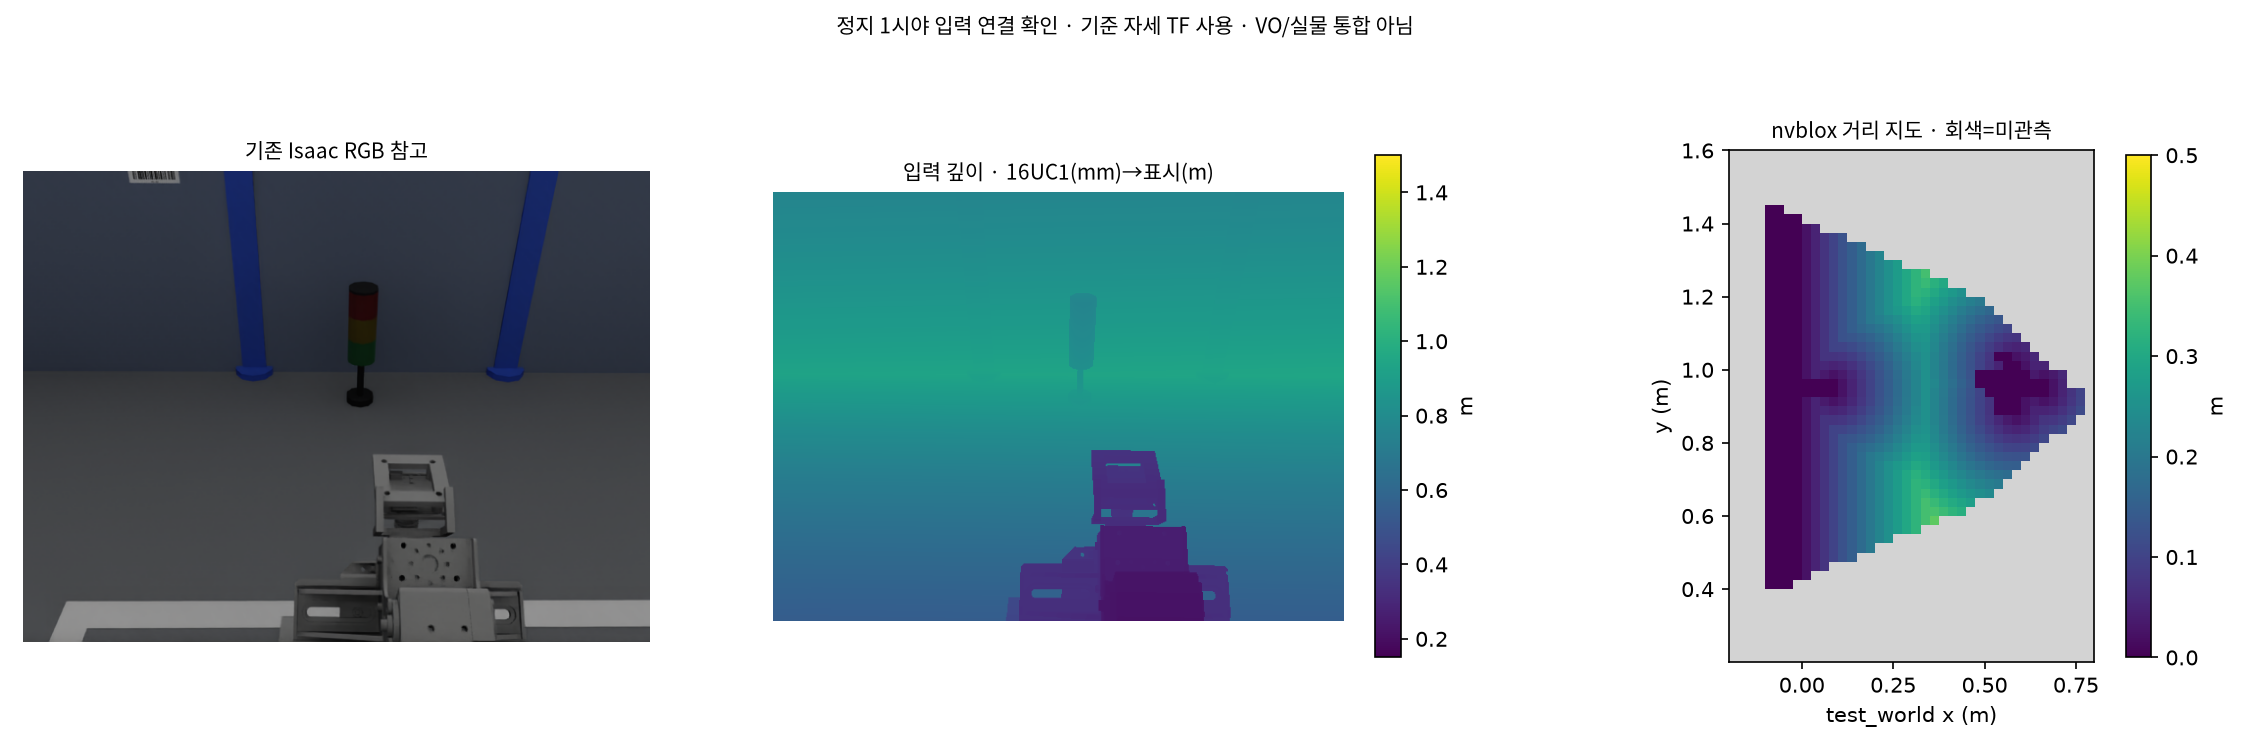 정지 1시야 입력 연결 확인 · 기준 자세 TF 사용 · VO/실물 통합 아님
기존 Isaac RGB 참고
입력 깊이 · 16UC1(mm)→표시(m)
1.4
1.2
1.0
0.8
0.6
0.4
0.2
m
nvblox 거리 지도 · 회색=미관측
1.6
1.4
1.2
1.0
0.8
0.6
0.4
y (m)
0.00 0.25 0.50 0.75
test_world x (m)
0.5
0.4
0.3
0.2
0.1
0.0
m